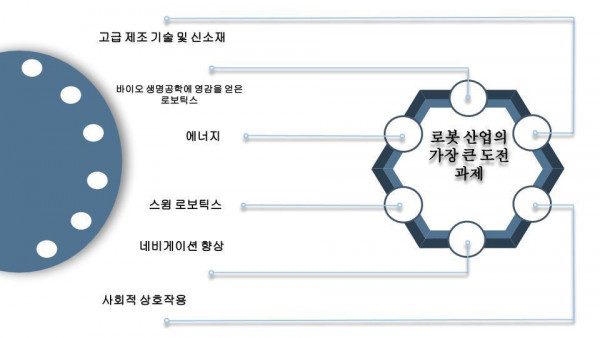 고급 제조 기술 및 신소재
바이오 생명공학에 영감을 얻은
로보틱스
에너지
스웜 로보틱스
네비게이션 향상
사회적 상호작용
로봇 산업의
가장 큰 도전
과제